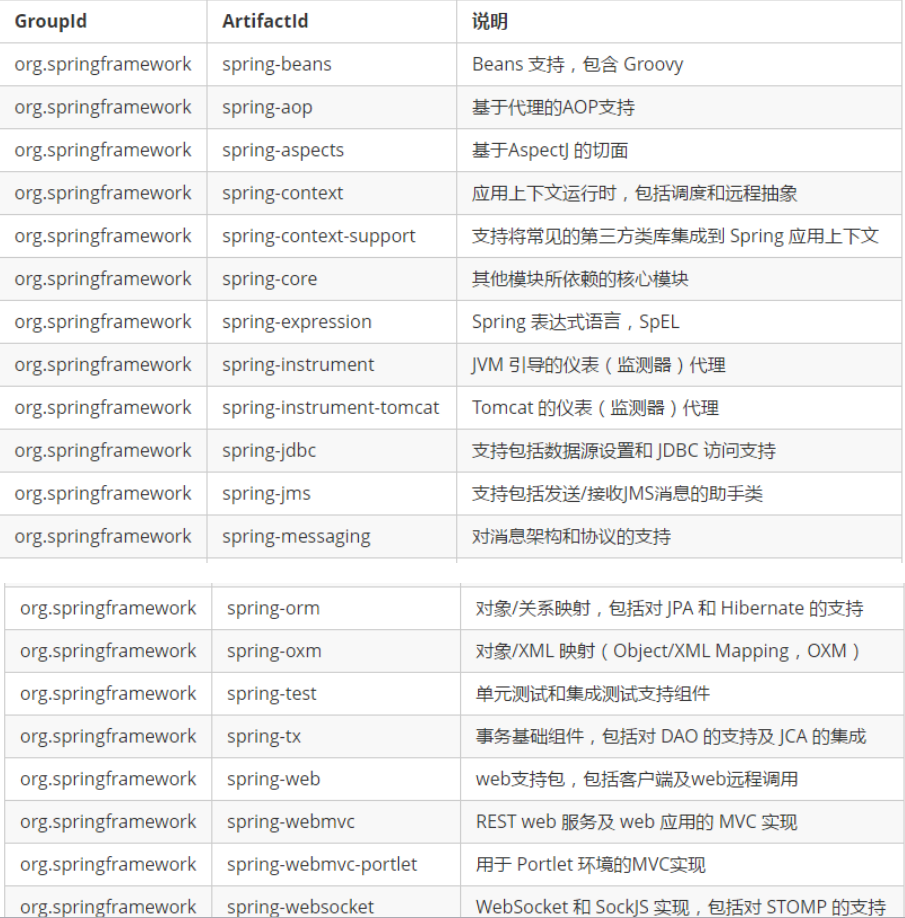 GroupId ArtifactId 说明
org.springframework spring-beans Beans 支持，包含 Groovy
org.springframework spring-aop 基于代理的AOP支持
org.springframework spring-aspects 基于AspectJ 的切面
org.springframework spring-context 应用上下文运行时，包括调度和远程抽象
org.springframework spring-context-support 支持将常见的第三方类库集成到 Spring 应用上下文
org.springframework spring-core 其他模块所依赖的核心模块
org.springframework spring-expression Spring 表达式语言，SpEL
org.springframework spring-instrument JVM 引导的仪表（监测器）代理
org.springframework spring-instrument-tomcat Tomcat 的仪表（监测器）代理
org.springframework spring-jdbc 支持包括数据源设置和 JDBC 访问支持
org.springframework spring-jms 支持包括发送/接收JMS消息的助手类
org.springframework spring-messaging 对消息架构和协议的支持
org.springframework spring-orm 对象/关系映射，包括对 JPA 和 Hibernate 的支持
org.springframework spring-oxm 对象/XML 映射（Object/XML Mapping，OXM）
org.springframework spring-test 单元测试和集成测试支持组件
org.springframework spring-tx 事务基础组件，包括对 DAO 的支持及 JCA 的集成
org.springframework spring-web web支持包，包括客户端及web远程调用
org.springframework spring-webmvc REST web 服务及 web 应用的 MVC 实现
org.springframework spring-webmvc-portlet 用于 Portlet 环境的MVC实现
org.springframework spring-websocket WebSocket 和 SockJS 实现，包括对 STOMP 的支持